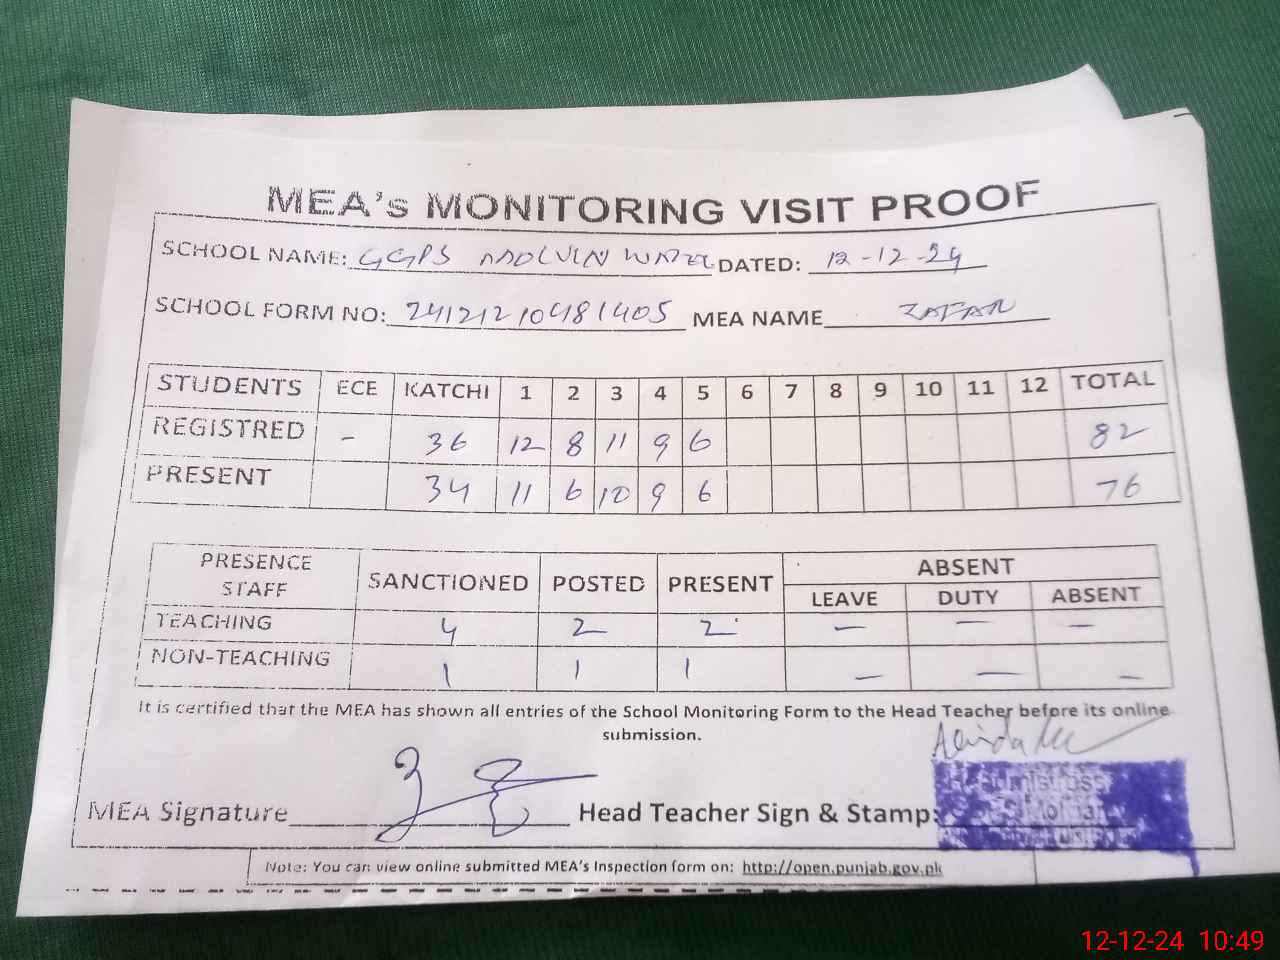 MEA's MONITORING VISIT PROOF
SCHOOL NAME: GGPS DATED: 12-12-24
SCHOOL FORM NO: 24121210481405 MEA NAME ZAFAR
STUDENTS ECE KATCHI 1 2 3 4 5 6 7 8 9 10 11 12 TOTAL
REGISTRED - 36 12 8 11 9 6 82
PRESENT 34 11 6 10 9 6 76
PRESENCE STAFF SANCTIONED POSTED PRESENT ABSENT
LEAVE DUTY ABSENT
TEACHING 4 2 2 - - -
NON-TEACHING 1 1 1 - - -
It is certified that the MEA has shown all entries of the School Monitoring Form to the Head Teacher before its online
submission.
MEA Signature Head Teacher Sign & Stamp:
Note: You can view online submitted MEA's Inspection form on: http://open.punjab.gov.pk
12-12-24 10:49